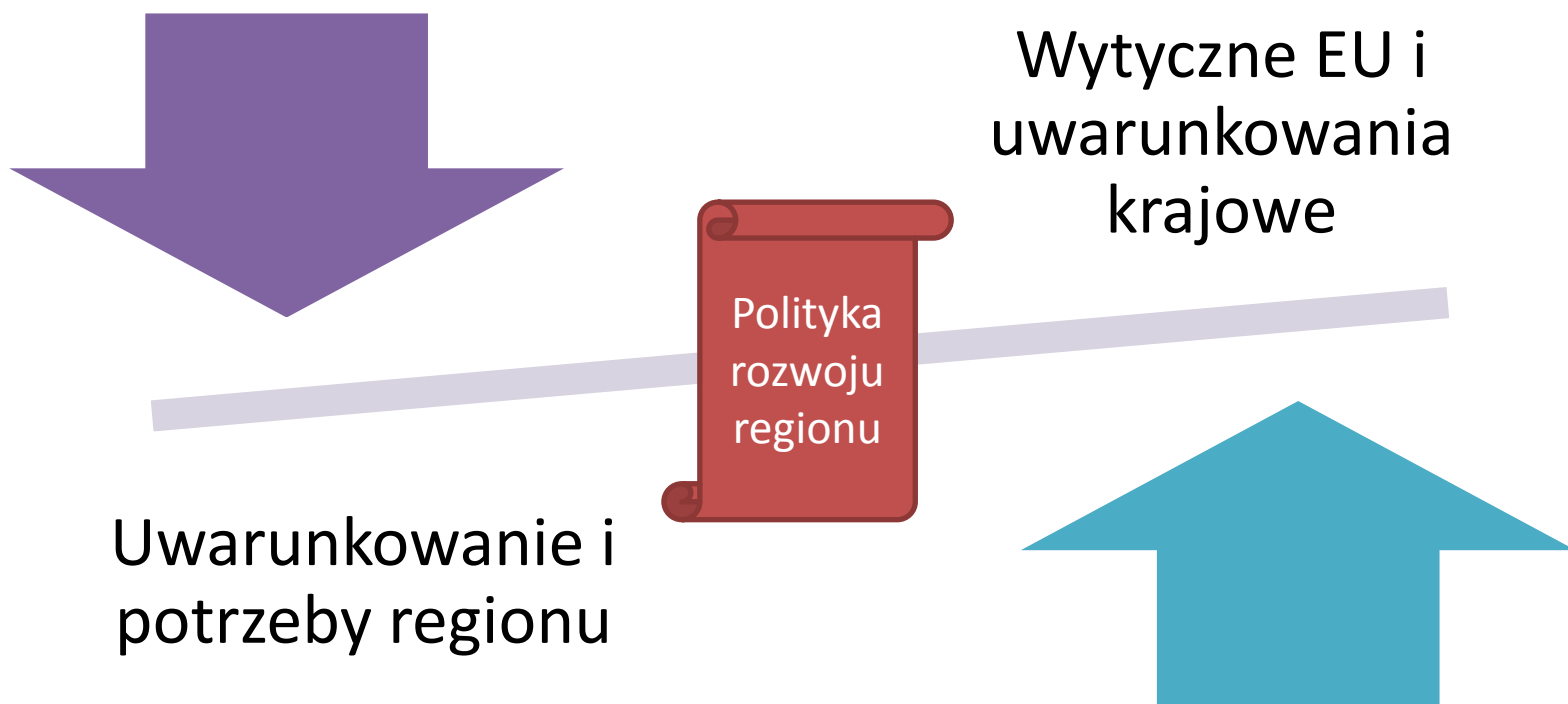 Wytyczne EU i
uwarunkowania
krajowe
Polityka
rozwoju
regionu
Uwarunkowanie i
potrzeby regionu